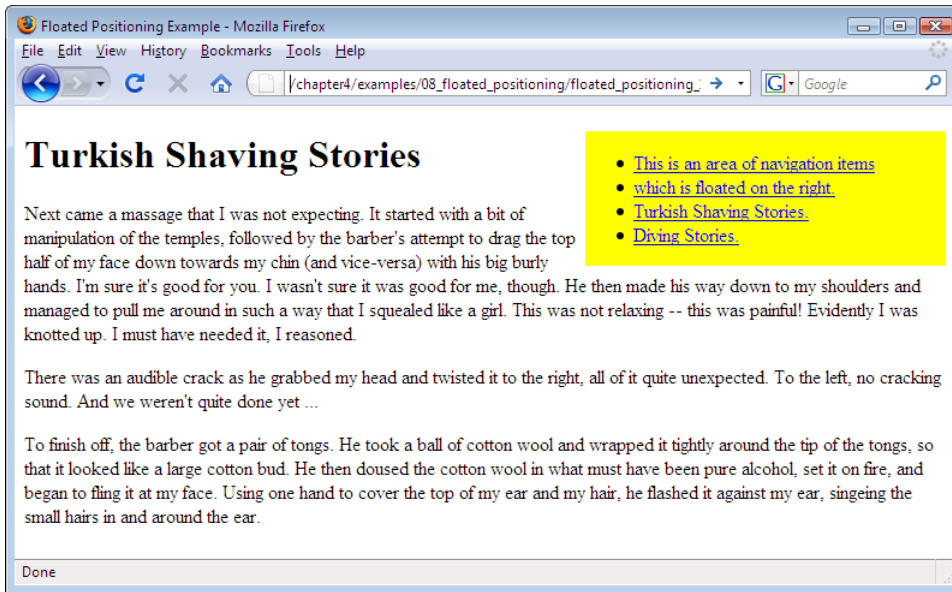 Floated Positioning Example - Mozilla Firefox
File Edit View History Bookmarks Tools Help
/chapter4/examples/08_floated_positioning/floated_positioning_
G Google
Turkish Shaving Stories
This is an area of navigation items
which is floated on the right.
Turkish Shaving Stories.
Diving Stories.
Next came a massage that I was not expecting. It started with a bit of
manipulation of the temples, followed by the barber's attempt to drag the top
half of my face down towards my chin (and vice-versa) with his big burly
hands. I'm sure it's good for you. I wasn't sure it was good for me, though. He then made his way down to my shoulders and
managed to pull me around in such a way that I squealed like a girl. This was not relaxing -- this was painful! Evidently I was
knotted up. I must have needed it, I reasoned.
There was an audible crack as he grabbed my head and twisted it to the right, all of it quite unexpected. To the left, no cracking
sound. And we weren't quite done yet ...
To finish off, the barber got a pair of tongs. He took a ball of cotton wool and wrapped it tightly around the tip of the tongs, so
that it looked like a large cotton bud. He then doused the cotton wool in what must have been pure alcohol, set it on fire, and
began to fling it at my face. Using one hand to cover the top of my ear and my hair, he flashed it against my ear, singeing the
small hairs in and around the ear.
Done